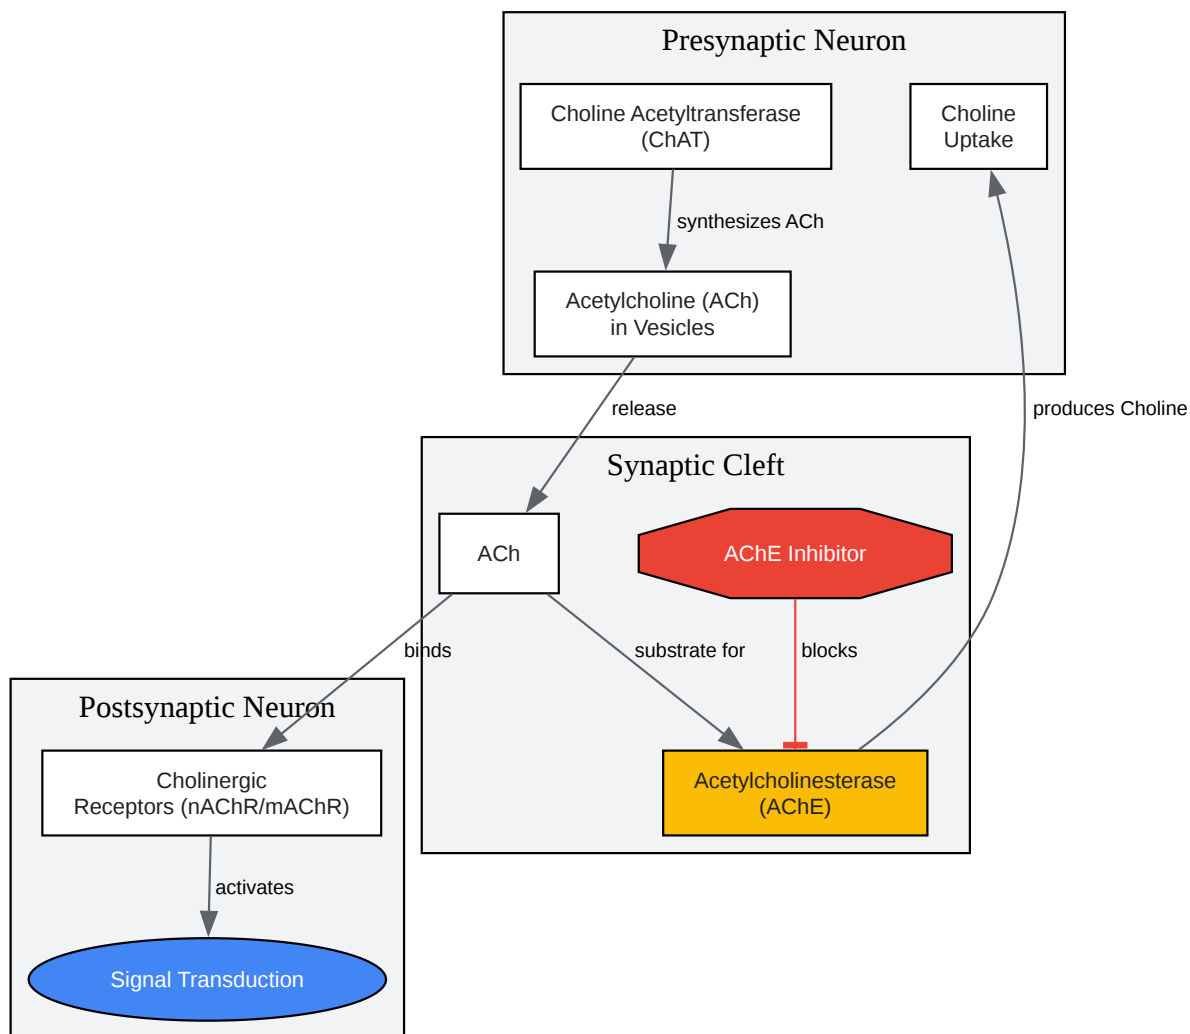 Presynaptic Neuron
Choline Acetyltransferase
(ChAT)
Choline
Uptake
synthesizes ACh
Acetylcholine (ACh)
in Vesicles
release
produces Choline
Synaptic Cleft
ACh
AChE Inhibitor
binds
substrate for
blocks
Postsynaptic Neuron
Cholinergic
Receptors (nAChR/mAChR)
Acetylcholinesterase
(AChE)
activates
Signal Transduction